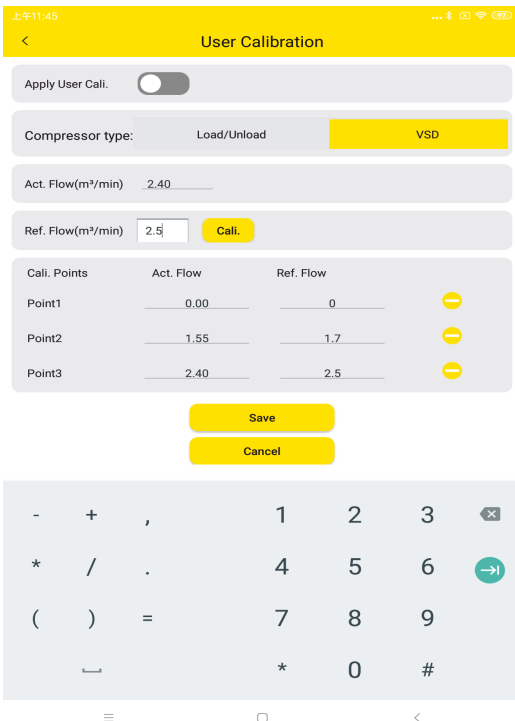 上午11:45
User Calibration
Apply User Cali.
Compressor type: Load/Unload VSD
Act. Flow(m³/min) 2.40
Ref. Flow(m³/min) 2.5 Cali.
Cali. Points Act. Flow Ref. Flow
Point1 0.00 0
Point2 1.55 1.7
Point3 2.40 2.5
Save
Cancel
- + , 1 2 3
* / . 4 5 6
( ) = 7 8 9
* 0 #